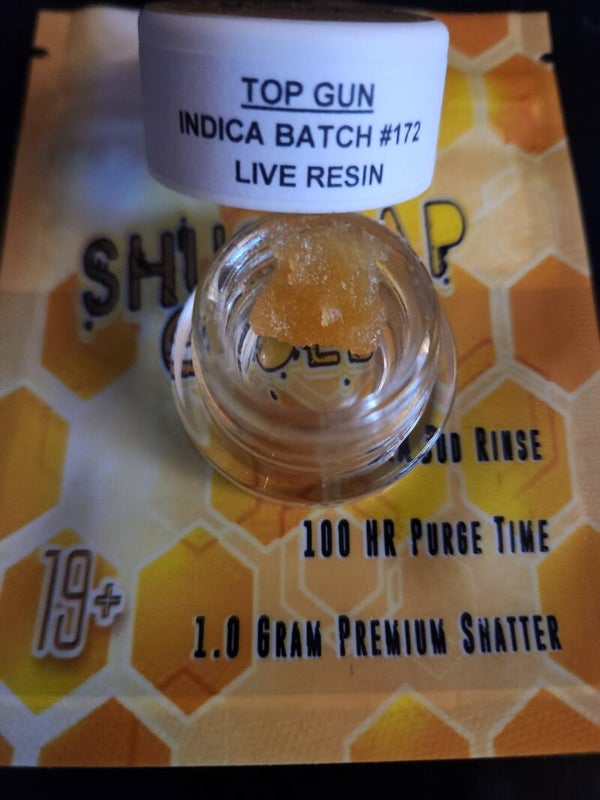 TOP GUN
INDICA BATCH #172
LIVE RESIN
RINSE
100 HR PURGE TIME
19+
1.0 GRAM PREMIUM SHATTER